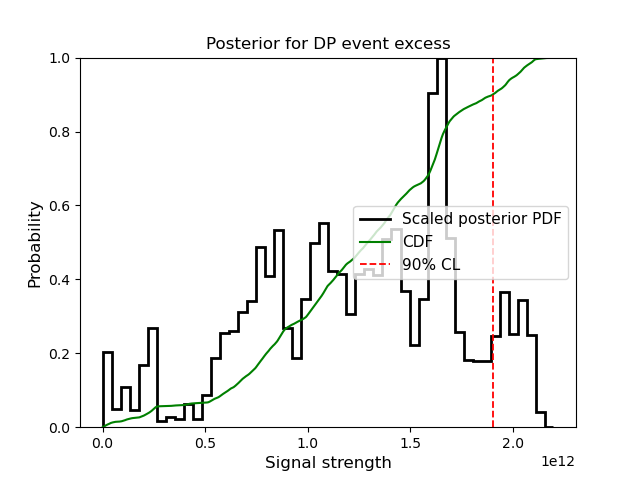 Posterior for DP event excess
1.0
0.8
0.6
0.4
0.2
0.0
Probability
Scaled posterior PDF
CDF
90% CL
0.0 0.5 1.0 1.5 2.0
1e12
Signal strength